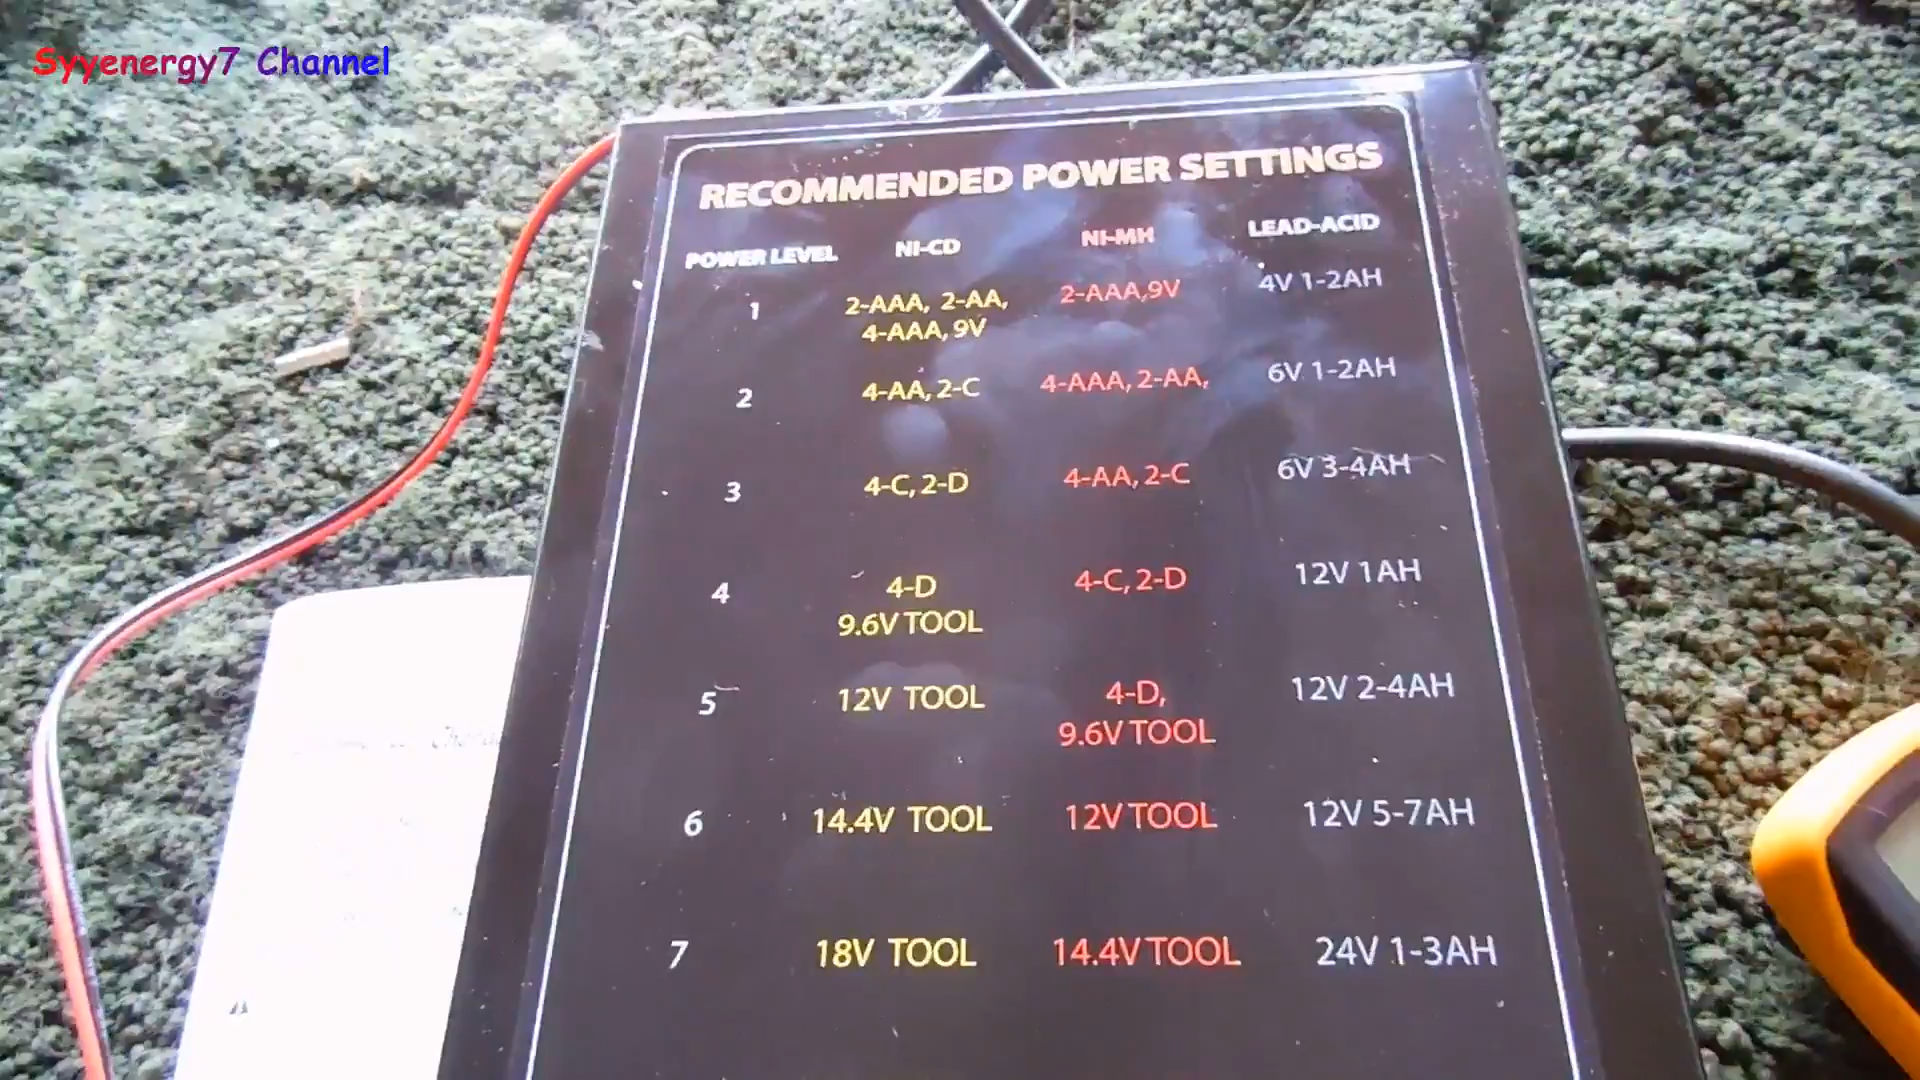 Syyenergy7 Channel
RECOMMENDED POWER SETTINGS
POWER LEVEL NI-CD NI-MH LEAD-ACID
1 2-AAA, 2-AA, 2-AAA,9V 4V 1-2AH
4-AAA, 9V
2 4-AA, 2-C 4-AAA, 2-AA, 6V 1-2AH
3 4-C, 2-D 4-AA, 2-C 6V 3-4AH
4 4-D 4-C, 2-D 12V 1AH
9.6V TOOL
5 12V TOOL 4-D, 12V 2-4AH
9.6V TOOL
6 14.4V TOOL 12V TOOL 12V 5-7AH
7 18V TOOL 14.4V TOOL 24V 1-3AH